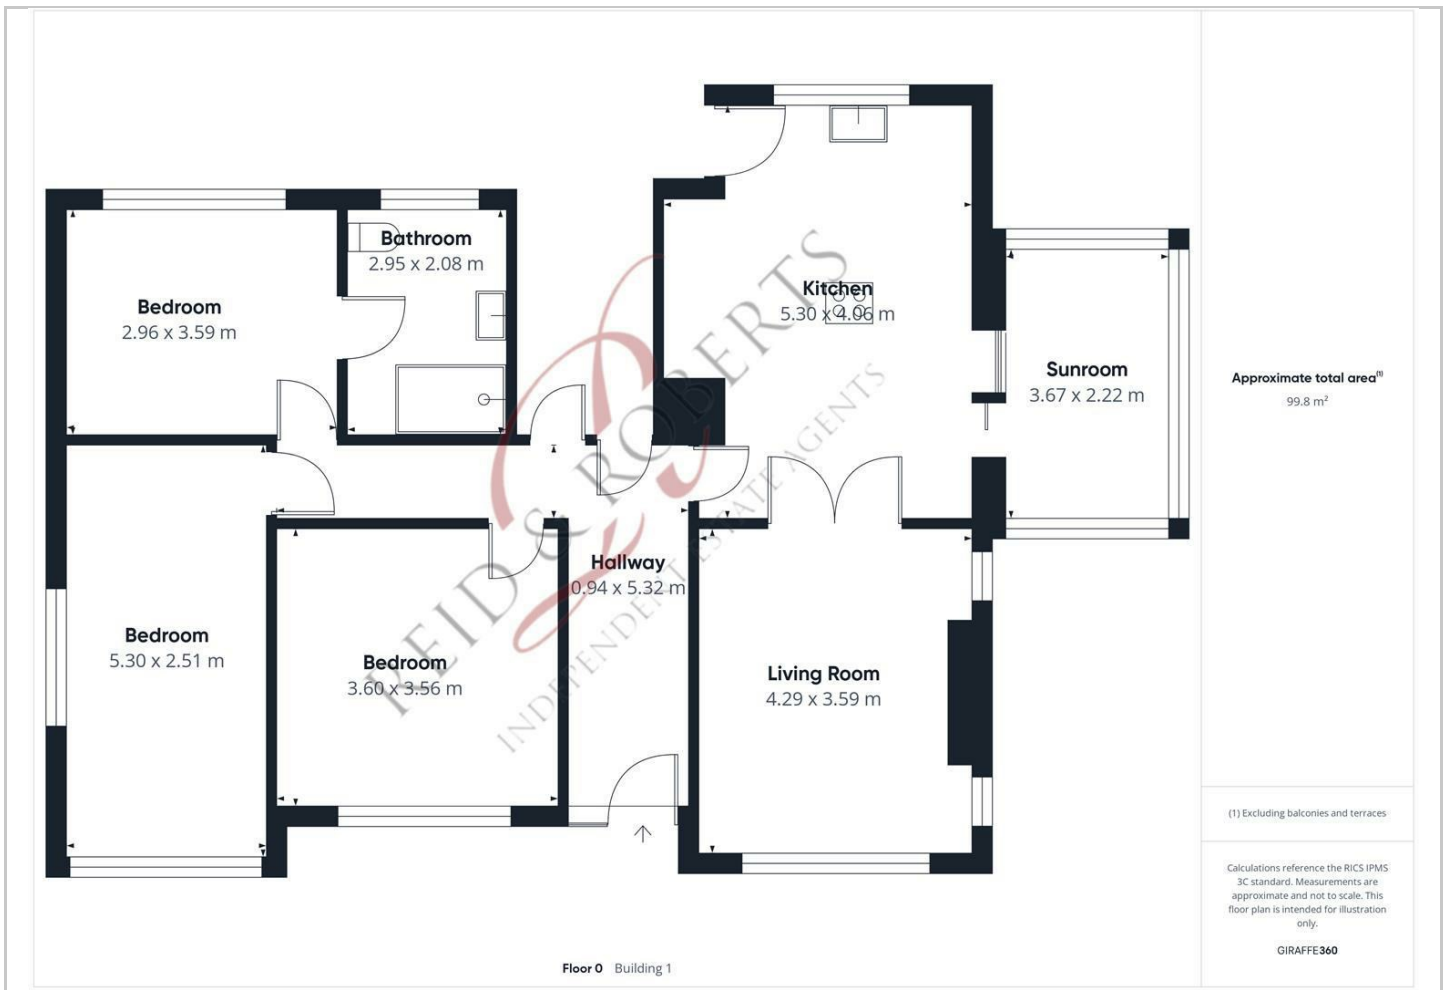 Bathroom
2.95 x 2.08 m
Bedroom
2.96 x 3.59 m
Kitchen
5.30 x 4.06 m
Sunroom
3.67 x 2.22 m
Hallway
0.94 x 5.32 m
Bedroom
5.30 x 2.51 m
Bedroom
3.60 x 3.56 m
Living Room
4.29 x 3.59 m
REID & ROBERTS
INDEPENDENT ESTATE AGENTS
Floor 0 Building 1
Approximate total area(1)
99.8 m²
(1) Excluding balconies and terraces
Calculations reference the RICS IPMS
3C standard. Measurements are
approximate and not to scale. This
floor plan is intended for illustration
only.
GIRAFFE360